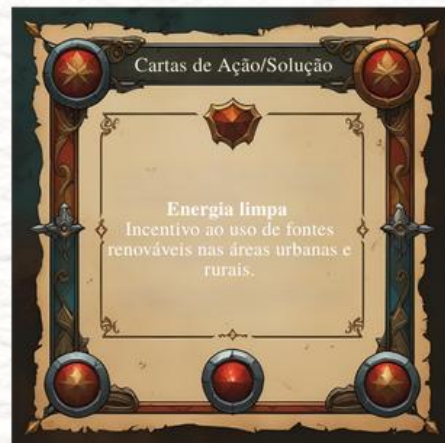 Cartas de Ação/Solução
Energia limpa
Incentivo ao uso de fontes
renováveis nas áreas urbanas e
rurais.